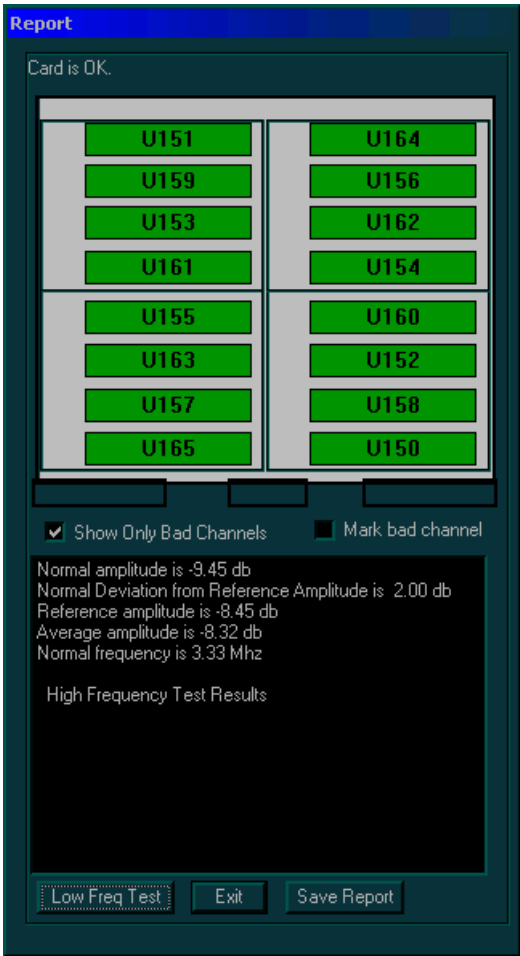 Report
Card is OK.
U151 U164
U159 U156
U153 U162
U161 U154
U155 U160
U163 U152
U157 U158
U165 U150
Show Only Bad Channels Mark bad channel
Normal amplitude is -9.45 db
Normal Deviation from Reference Amplitude is 2.00 db
Reference amplitude is -8.45 db
Average amplitude is -8.32 db
Normal frequency is 3.33 Mhz
High Frequency Test Results
Low Freq Test Exit Save Report